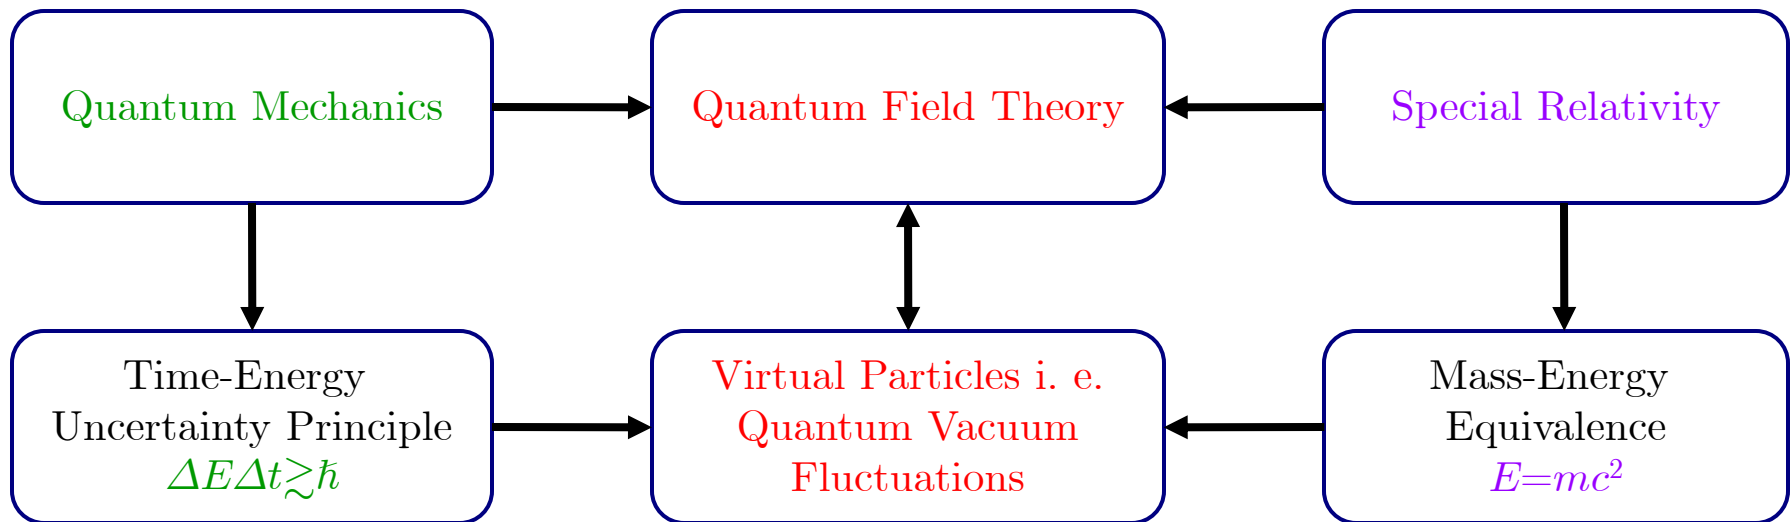 Quantum Mechanics
Quantum Field Theory
Special Relativity
Time-Energy
Uncertainty Principle
ΔEΔt≳ℏ
Virtual Particles i. e.
Quantum Vacuum
Fluctuations
Mass-Energy
Equivalence
E=mc²